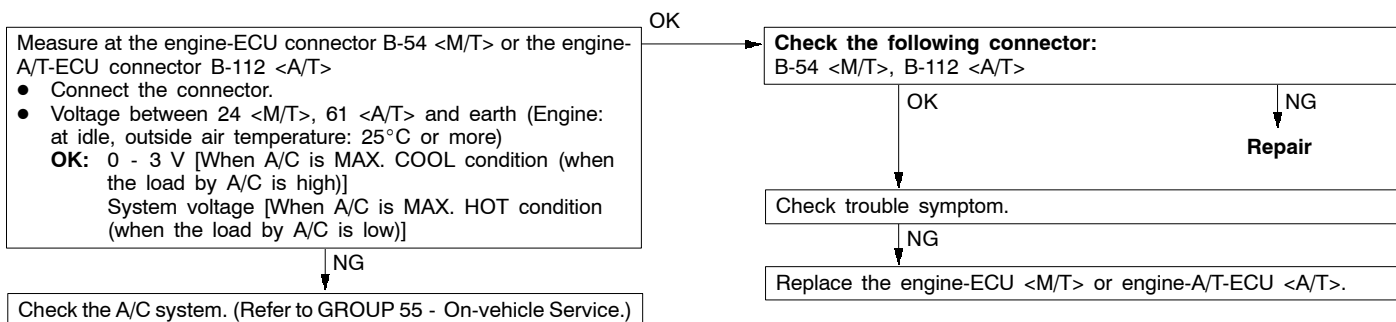 Measure at the engine-ECU connector B-54 <M/T> or the engine-
A/T-ECU connector B-112 <A/T>
● Connect the connector.
● Voltage between 24 <M/T>, 61 <A/T> and earth (Engine:
at idle, outside air temperature: 25°C or more)
OK: 0 - 3 V [When A/C is MAX. COOL condition (when
the load by A/C is high)]
System voltage [When A/C is MAX. HOT condition
(when the load by A/C is low)]
NG
Check the A/C system. (Refer to GROUP 55 - On-vehicle Service.)
OK
Check the following connector:
B-54 <M/T>, B-112 <A/T>
OK
NG
Repair
Check trouble symptom.
NG
Replace the engine-ECU <M/T> or engine-A/T-ECU <A/T>.